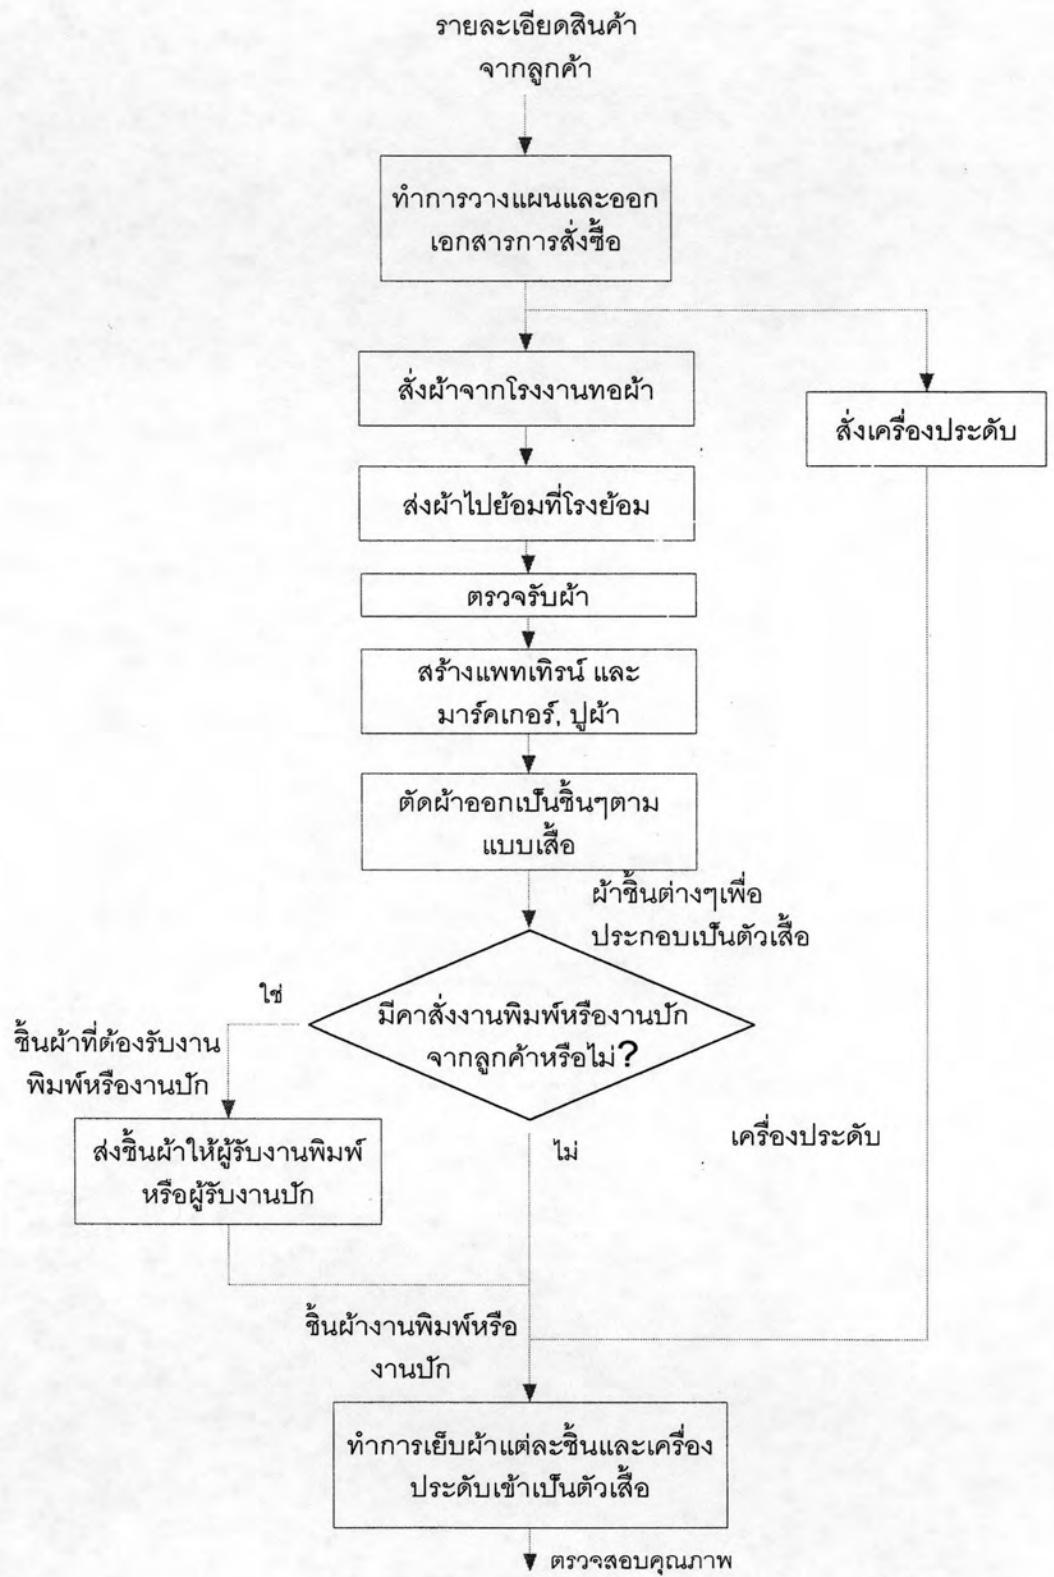 รายละเอียดสินค้า
จากลูกค้า
ทำการวางแผนและออก
เอกสารการสั่งซื้อ
สั่งผ้าจากโรงงานทอผ้า
สั่งเครื่องประดับ
ส่งผ้าไปย้อมที่โรงย้อม
ตรวจรับผ้า
สร้างแพทเทิรน์ และ
มาร์คเกอร์, ปูผ้า
ตัดผ้าออกเป็นชิ้นๆตาม
แบบเสื้อ
ผ้าชิ้นต่างๆเพื่อ
ประกอบเป็นตัวเสื้อ
ใช่
มีคาสั่งงานพิมพ์หรืองานปัก
จากลูกค้าหรือไม่?
ชิ้นผ้าที่ต้องรับงาน
พิมพ์หรืองานปัก
ส่งชิ้นผ้าให้ผู้รับงานพิมพ์
หรือผู้รับงานปัก
ไม่
เครื่องประดับ
ชิ้นผ้างานพิมพ์หรือ
งานปัก
ทำการเย็บผ้าแต่ละชิ้นและเครื่อง
ประดับเข้าเป็นตัวเสื้อ
ตรวจสอบคุณภาพ